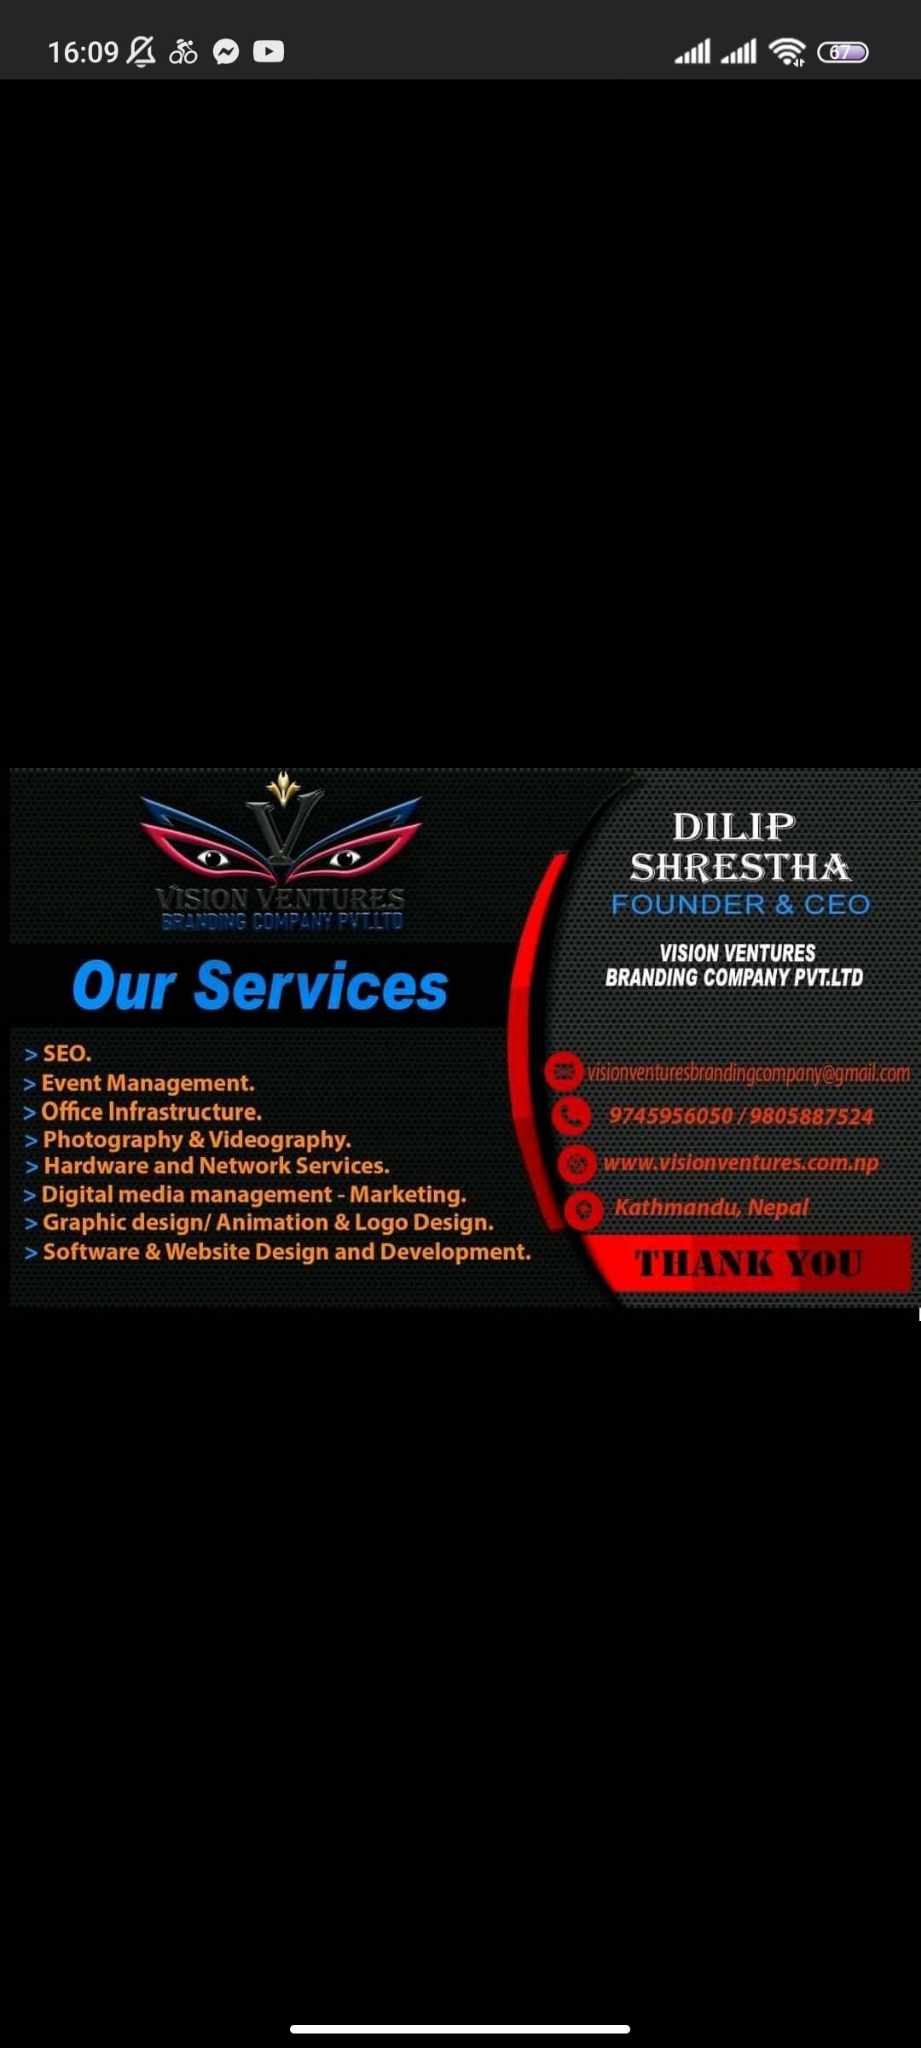 16:09
67
V
VISION VENTURES
BRANDING COMPANY PVT.LTD
Our Services
> SEO.
> Event Management.
> Office Infrastructure.
> Photography & Videography.
> Hardware and Network Services.
> Digital media management - Marketing.
> Graphic design/ Animation & Logo Design.
> Software & Website Design and Development.
DILIP
SHRESTHA
FOUNDER & CEO
VISION VENTURES
BRANDING COMPANY PVT.LTD
visionventuresbrandingcompany@gmail.com
9745956050 / 9805887524
www.visionventures.com.np
Kathmandu, Nepal
THANK YOU